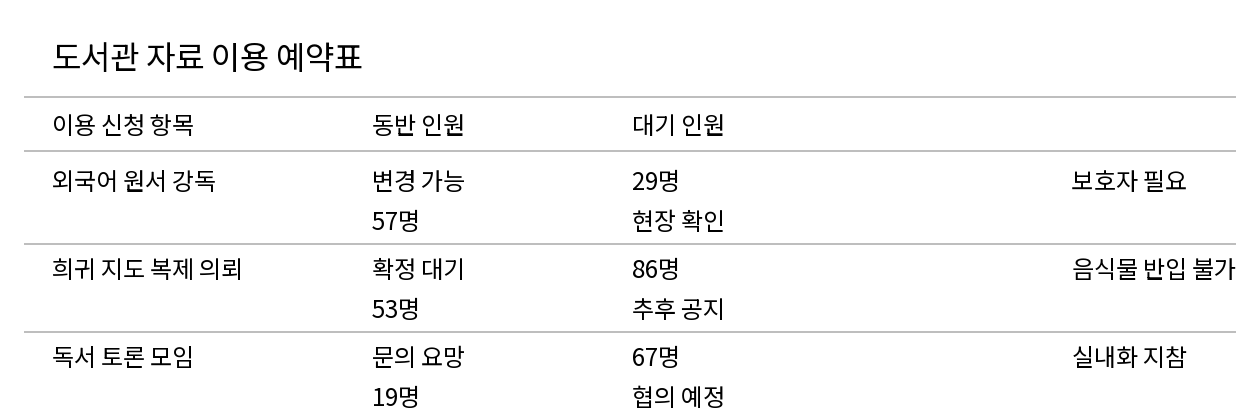 도서관 자료 이용 예약표
이용 신청 항목 동반 인원 대기 인원
외국어 원서 강독 변경 가능 29명 보호자 필요
57명 현장 확인
희귀 지도 복제 의뢰 확정 대기 86명 음식물 반입 불가
53명 추후 공지
독서 토론 모임 문의 요망 67명 실내화 지참
19명 협의 예정